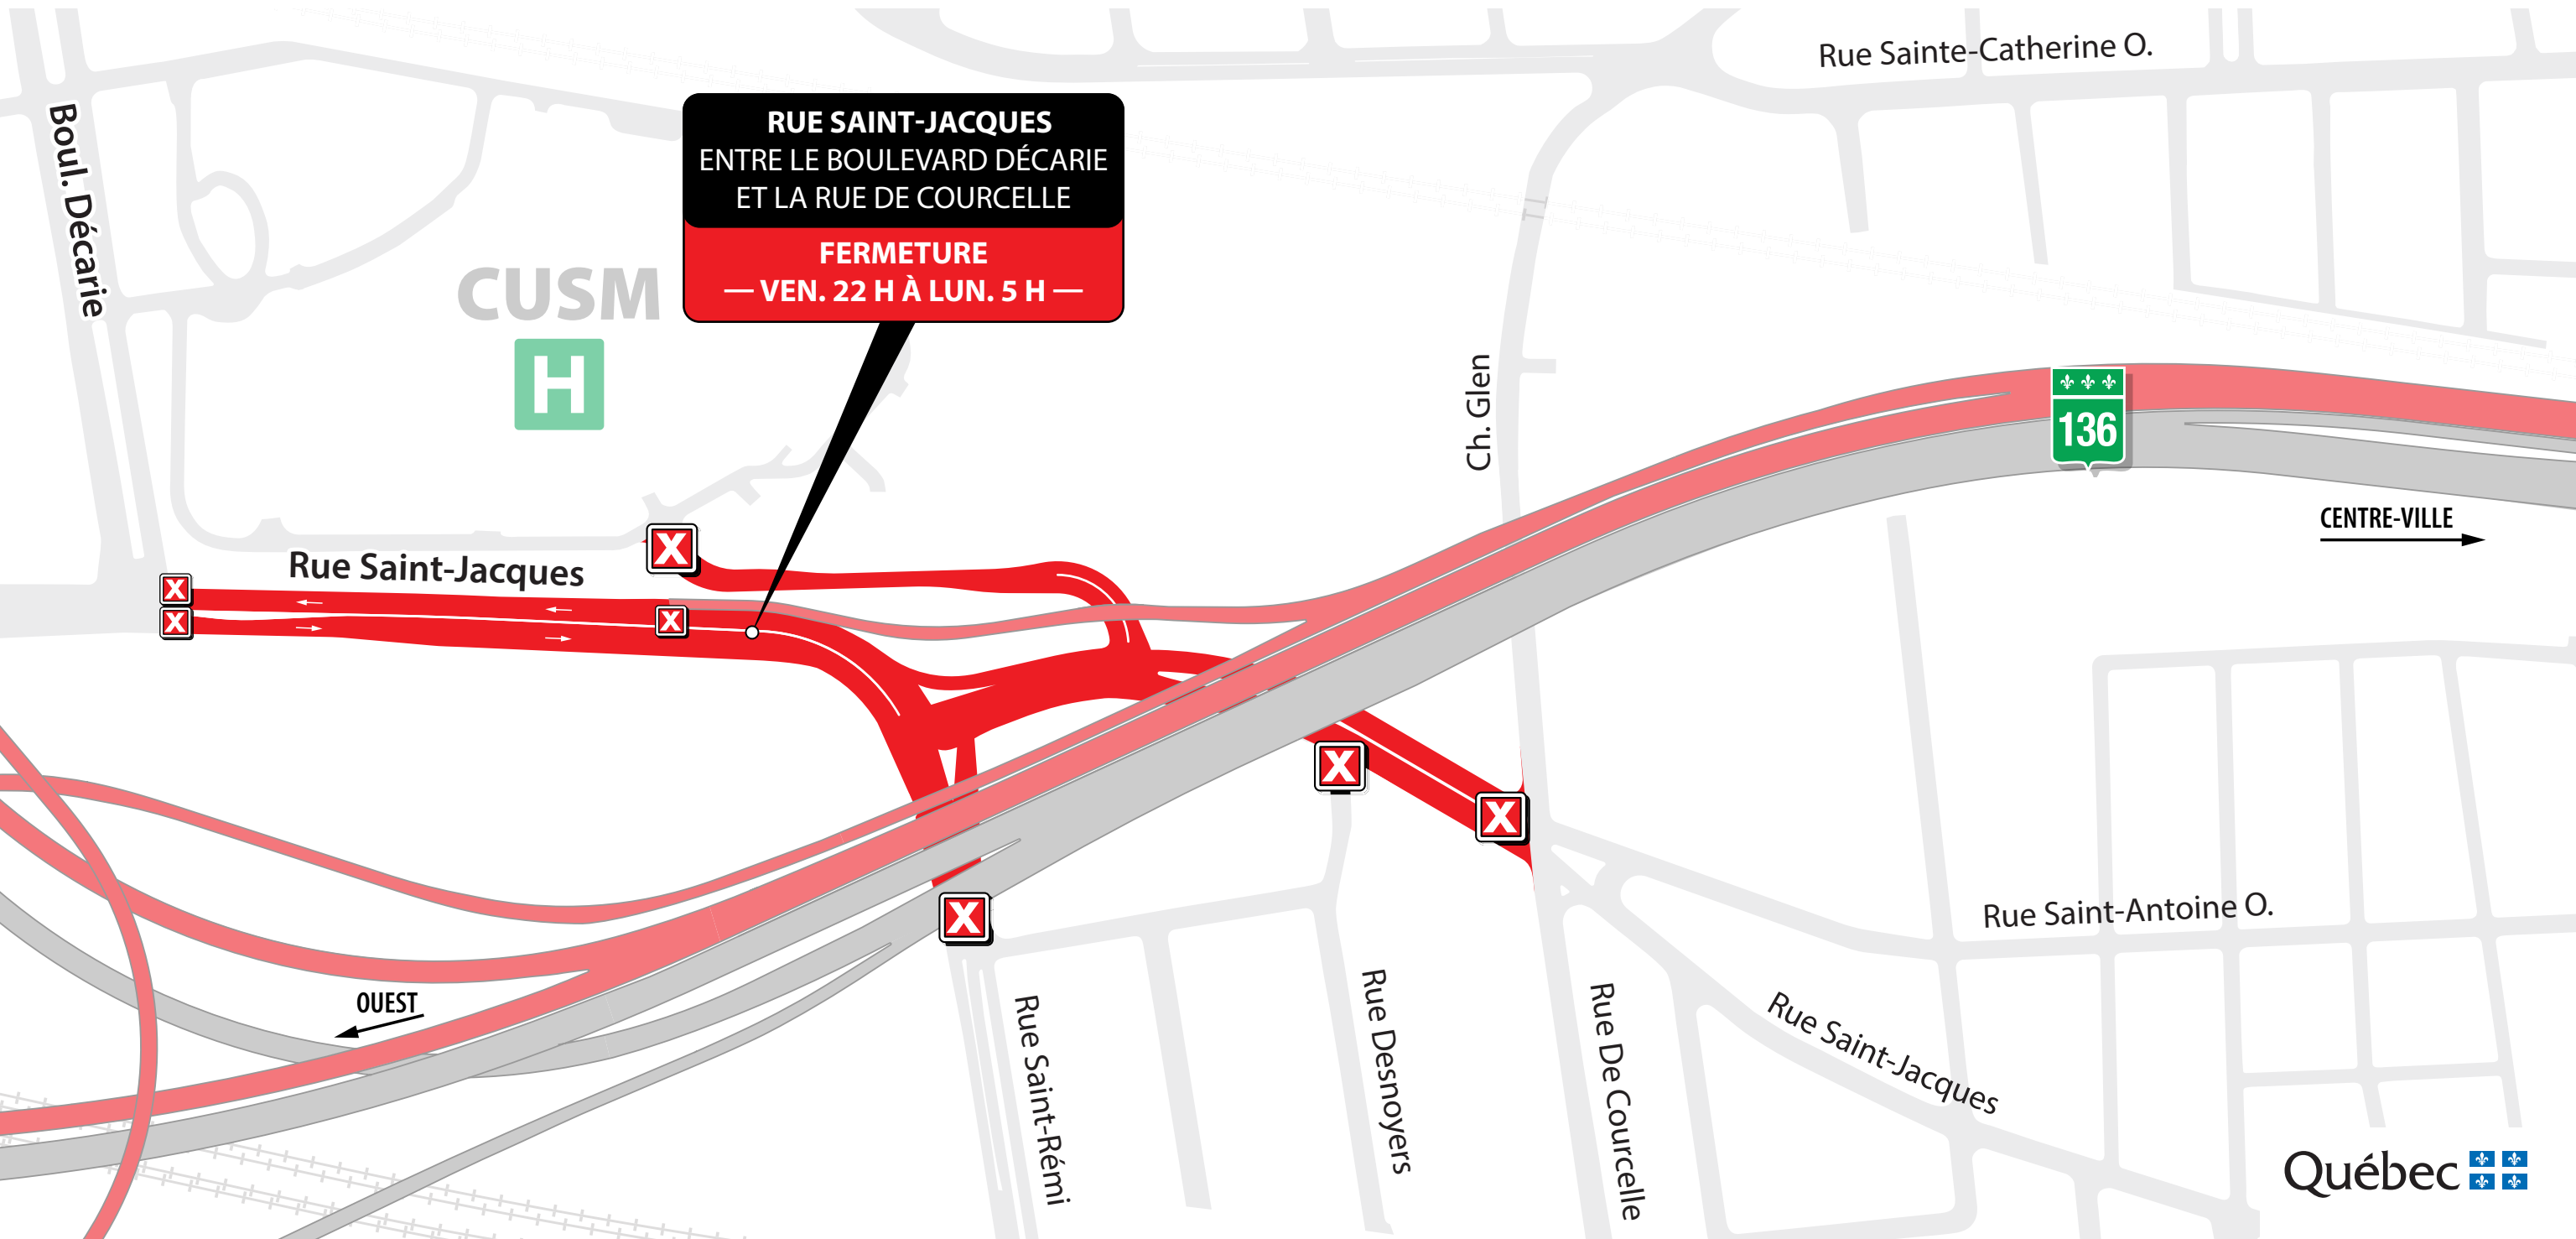 Rue Sainte-Catherine O.
Boul. Décarie
RUE SAINT-JACQUES
ENTRE LE BOULEVARD DÉCARIE
ET LA RUE DE COURCELLE
FERMETURE
— VEN. 22 H À LUN. 5 H —
CUSM
H
Ch. Glen
136
CENTRE-VILLE
Rue Saint-Jacques
X
X
X
X
X
X
X
Rue Saint-Antoine O.
OUEST
Rue Saint-Rémi
Rue Desnoyers
Rue De Courcelle
Rue Saint-Jacques
Québec